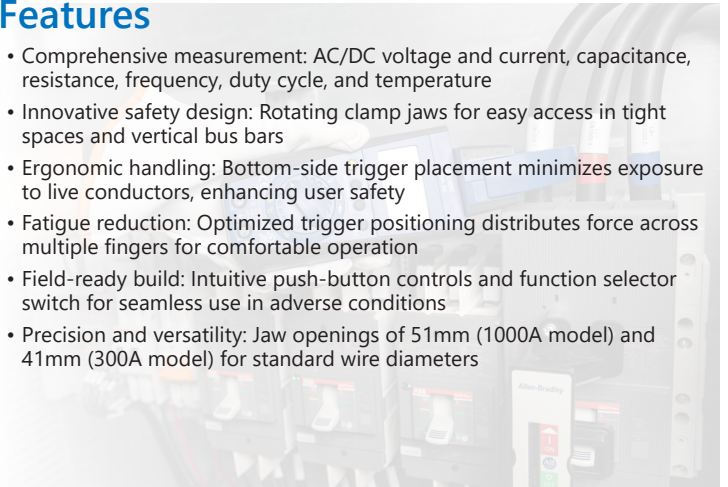 Features
• Comprehensive measurement: AC/DC voltage and current, capacitance,
resistance, frequency, duty cycle, and temperature
• Innovative safety design: Rotating clamp jaws for easy access in tight
spaces and vertical bus bars
• Ergonomic handling: Bottom-side trigger placement minimizes exposure
to live conductors, enhancing user safety
• Fatigue reduction: Optimized trigger positioning distributes force across
multiple fingers for comfortable operation
• Field-ready build: Intuitive push-button controls and function selector
switch for seamless use in adverse conditions
• Precision and versatility: Jaw openings of 51mm (1000A model) and
41mm (300A model) for standard wire diameters
Allen-Bradley